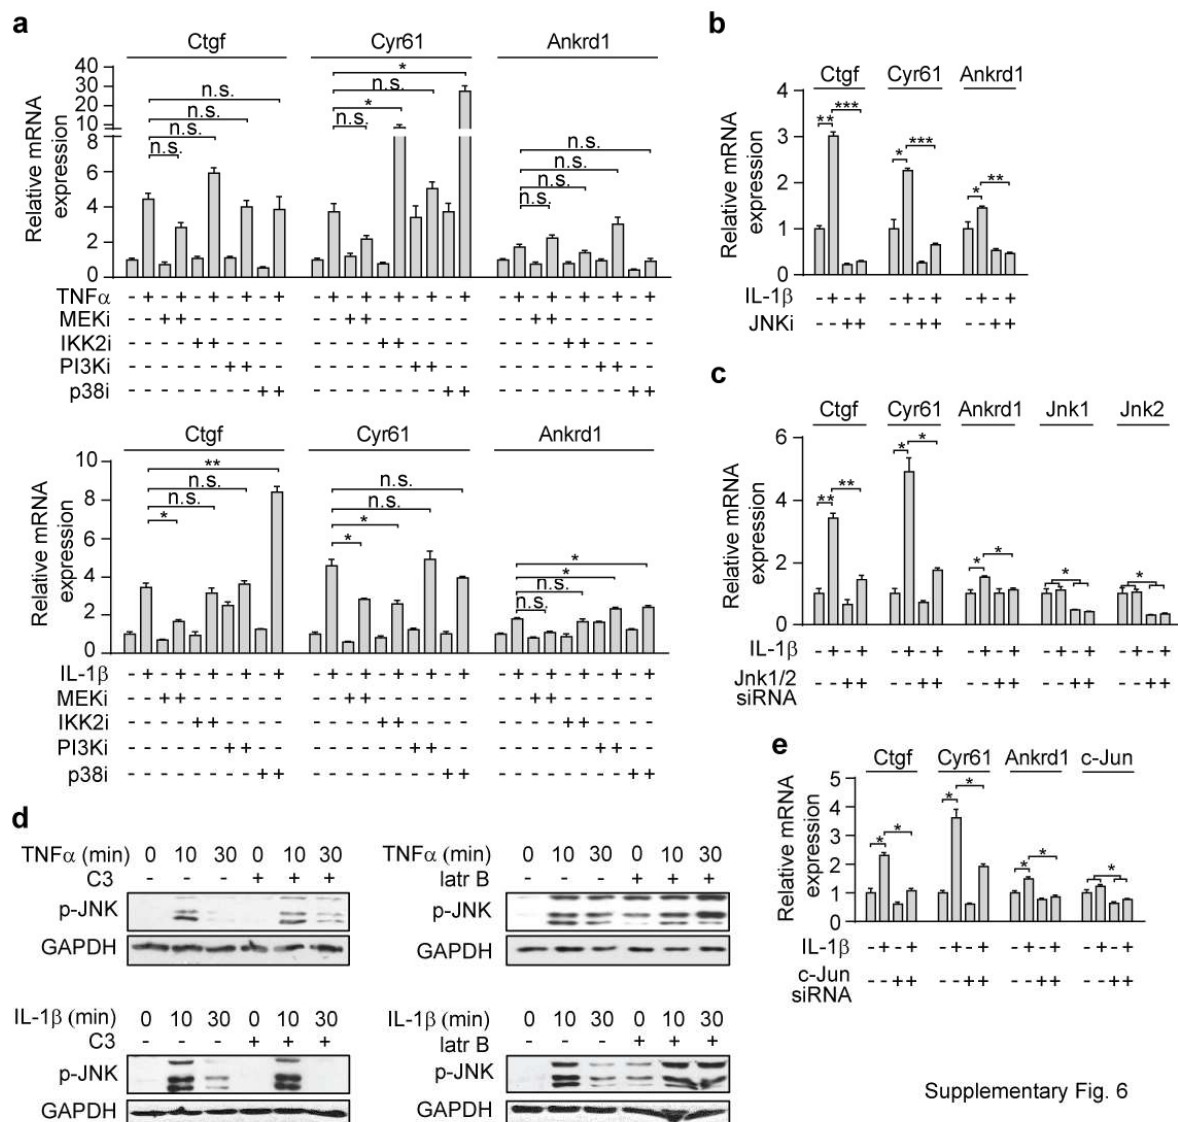 a
Ctgf Cyr61 Ankrd1
Relative mRNA expression
40
30
20
10
8
6
4
2
0
n.s. n.s. n.s. n.s.
* n.s. * n.s.
n.s. n.s. n.s. n.s.
TNFα - + - + - + - + - + - + - + - + - + - + - + - + - + - + - +
MEKi - - + + - - - - - - - - + + - - - - - - - - + + - - - - - -
IKK2i - - - - + + - - - - - - - - + + - - - - - - - - + + - - - -
PI3Ki - - - - - - + + - - - - - - - - + + - - - - - - - - + + - -
p38i - - - - - - - - + + - - - - - - - - + + - - - - - - - - + +
Ctgf Cyr61 Ankrd1
Relative mRNA expression
10
8
6
4
2
0
** n.s. n.s. *
n.s. n.s. * *
* * n.s. n.s.
IL-1β - + - + - + - + - + - + - + - + - + - + - + - + - + - + - +
MEKi - - + + - - - - - - - - + + - - - - - - - - + + - - - - - -
IKK2i - - - - + + - - - - - - - - + + - - - - - - - - + + - - - -
PI3Ki - - - - - - + + - - - - - - - - + + - - - - - - - - + + - -
p38i - - - - - - - - + + - - - - - - - - + + - - - - - - - - + +
b
Ctgf Cyr61 Ankrd1
Relative mRNA expression
4
3
2
1
0
** *** * *** * **
IL-1β - + - + - + - + - + - +
JNKi - - + + - - + + - - + +
c
Ctgf Cyr61 Ankrd1 Jnk1 Jnk2
Relative mRNA expression
6
4
2
0
** ** * * * * * *
IL-1β - + - + - + - + - + - + - + - + - + - +
Jnk1/2 siRNA - - + + - - + + - - + + - - + + - - + +
d
TNFα (min) 0 10 30 0 10 30
C3 - - - + + +
p-JNK
GAPDH
TNFα (min) 0 10 30 0 10 30
latr B - - - + + +
p-JNK
GAPDH
IL-1β (min) 0 10 30 0 10 30
C3 - - - + + +
p-JNK
GAPDH
IL-1β (min) 0 10 30 0 10 30
latr B - - - + + +
p-JNK
GAPDH
e
Ctgf Cyr61 Ankrd1 c-Jun
Relative mRNA expression
5
4
3
2
1
0
* * * * * * *
IL-1β - + - + - + - + - + - + - + - +
c-Jun siRNA - - + + - - + + - - + + - - + +
Supplementary Fig. 6